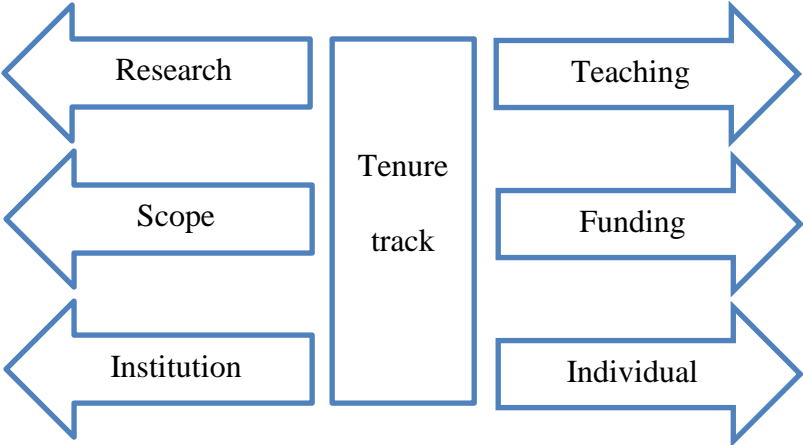 Research
Teaching
Tenure
track
Scope
Funding
Institution
Individual